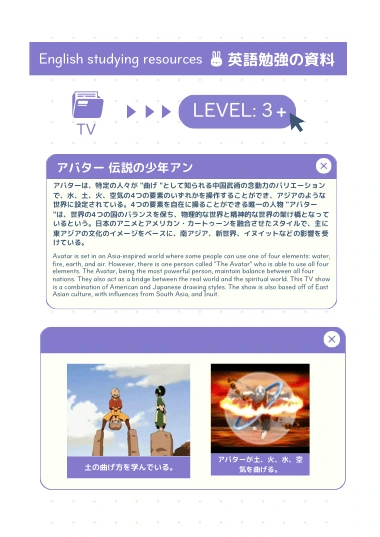 English studying resources 英語勉強の資料
TV
LEVEL: 3+
アバター 伝説の少年アン
アバターは、特定の人々が "曲げ "として知られる中国武術の念動力のバリエーション
で、水、土、火、空気の4つの要素のいずれかを操作することができ、アジアのような
世界に設定されている。4つの要素を自在に操ることができる唯一の人物 "アバター
"は、世界の4つの国のバランスを保ち、物理的な世界と精神的な世界の架け橋となって
いるという。日本のアニメとアメリカン・カートゥーンを融合させたスタイルで、主に
東アジアの文化のイメージをベースに、南アジア、新世界、イヌイットなどの影響を受
けている。
Avatar is set in an Asia-inspired world where some people can use one of four elements: water,
fire, earth, and air. However, there is one person called "The Avatar" who is able to use all four
elements. The Avatar, being the most powerful person, maintain balance between all four
nations. They also act as a bridge between the real world and the spiritual world. This TV show
is a combination of American and Japanese drawing styles. The show is also based off of East
Asian culture, with influences from South Asia, and Inuit.
土の曲げ方を学んでいる。
アバターが土、火、水、空
気を曲げる。